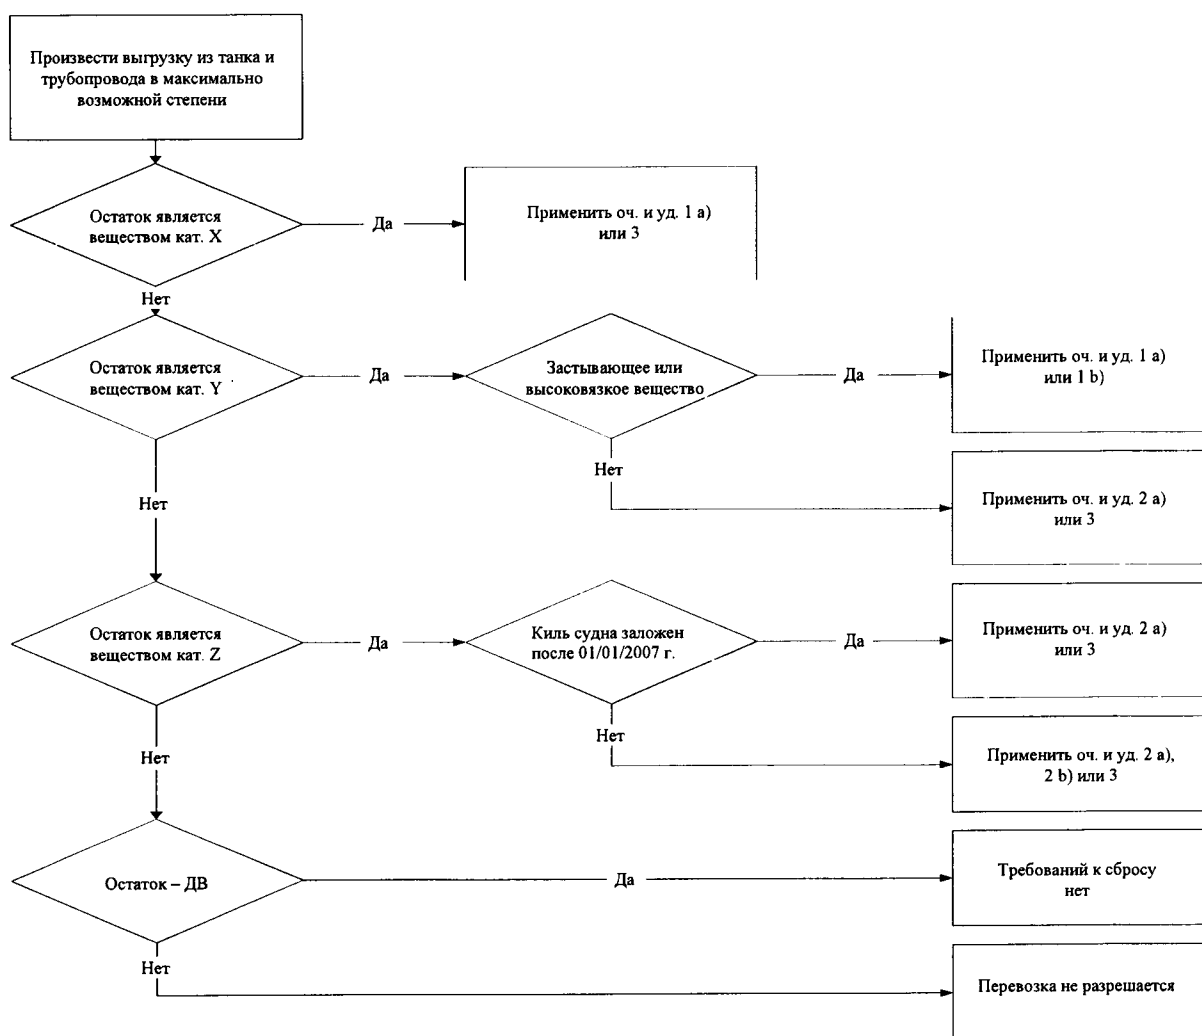 Произвести выгрузку из танка и
трубопровода в максимально
возможной степени
Остаток является
веществом кат. X
Да
Применить оч. и уд. 1 a)
или 3
Нет
Остаток является
веществом кат. Y
Да
Застывающее или
высоковязкое вещество
Да
Применить оч. и уд. 1 a)
или 1 b)
Нет
Применить оч. и уд. 2 a)
или 3
Нет
Остаток является
веществом кат. Z
Да
Киль судна заложен
после 01/01/2007 г.
Да
Применить оч. и уд. 2 a)
или 3
Нет
Применить оч. и уд. 2 a),
2 b) или 3
Нет
Остаток – ДВ
Да
Требований к сбросу
нет
Нет
Перевозка не разрешается